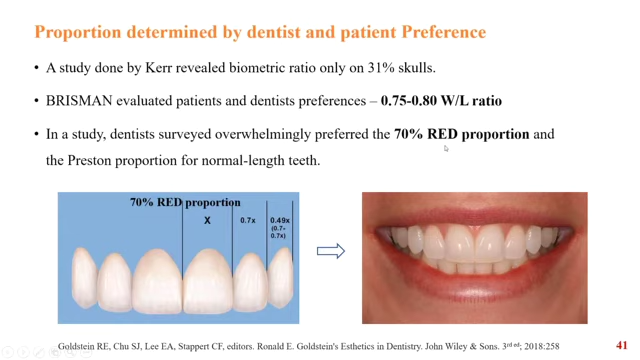 Proportion determined by dentist and patient Preference
• A study done by Kerr revealed biometric ratio only on 31% skulls.
• BRISMAN evaluated patients and dentists preferences – 0.75-0.80 W/L ratio
• In a study, dentists surveyed overwhelmingly preferred the 70% RED proportion and
the Preston proportion for normal-length teeth.
70% RED proportion
X 0.7x 0.49x
(0.7×
0.7x)
Goldstein RE, Chu SJ, Lee EA, Stappert CF, editors. Ronald E. Goldstein's Esthetics in Dentistry. John Wiley & Sons. 3rd ed; 2018:258
41